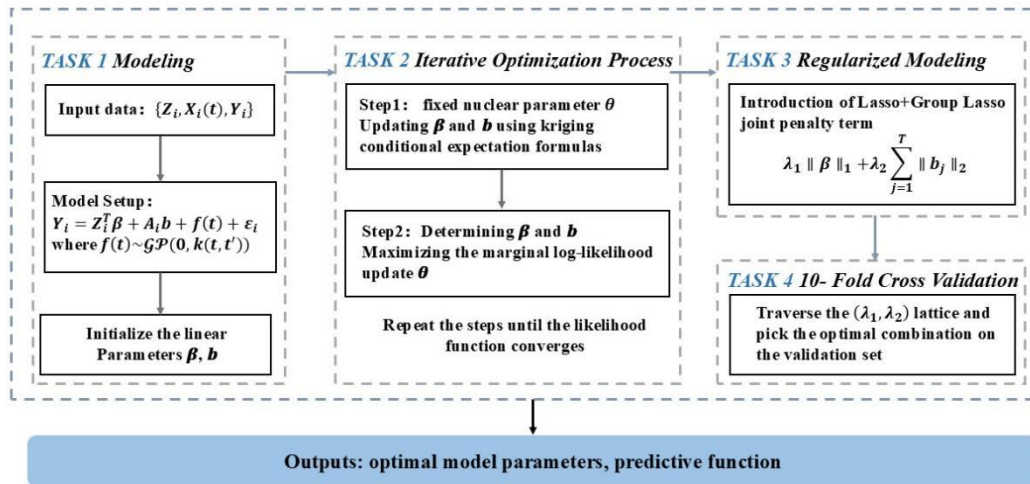 TASK 1 Modeling
Input data: {Z_i, X_i(t), Y_i}
Model Setup:
Y_i = Z_i^T β + A_i b + f(t) + ε_i
where f(t)~𝒢𝒫(0, k(t, t′))
Initialize the linear
Parameters β, b
TASK 2 Iterative Optimization Process
Step1: fixed nuclear parameter θ
Updating β and b using kriging
conditional expectation formulas
Step2: Determining β and b
Maximizing the marginal log-likelihood
update θ
Repeat the steps until the likelihood
function converges
TASK 3 Regularized Modeling
Introduction of Lasso+Group Lasso
joint penalty term
λ_1 ‖ β ‖_1 +λ_2 ∑_{j=1}^{T} ‖ b_j ‖_2
TASK 4 10- Fold Cross Validation
Traverse the (λ_1, λ_2) lattice and
pick the optimal combination on
the validation set
Outputs: optimal model parameters, predictive function